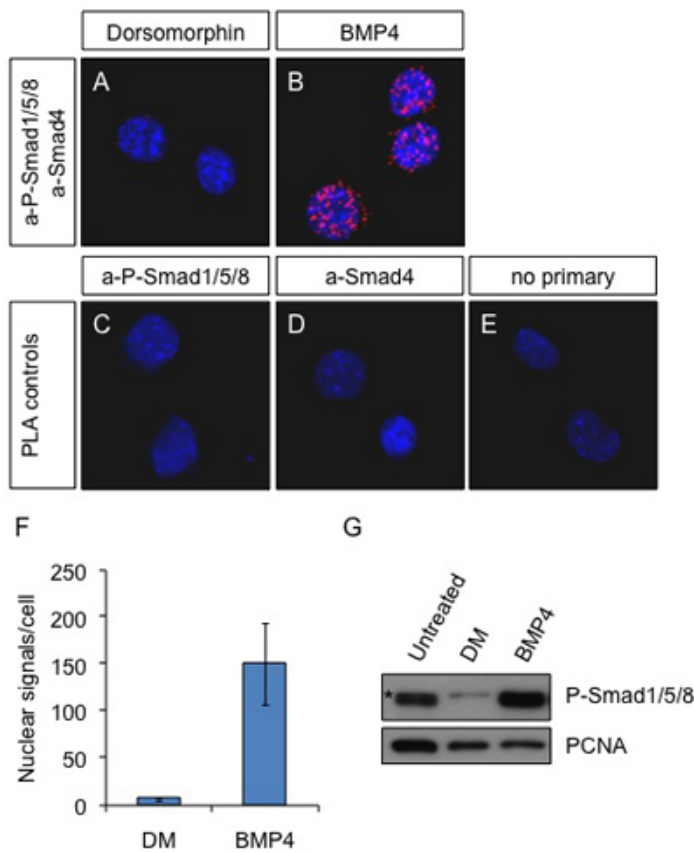 Dorsomorphin
BMP4
a-P-Smad1/5/8
a-Smad4
A
B
a-P-Smad1/5/8
a-Smad4
no primary
PLA controls
C
D
E
F
Nuclear signals/cell
250
200
150
100
50
0
DM
BMP4
G
Untreated
DM
BMP4
*
P-Smad1/5/8
PCNA